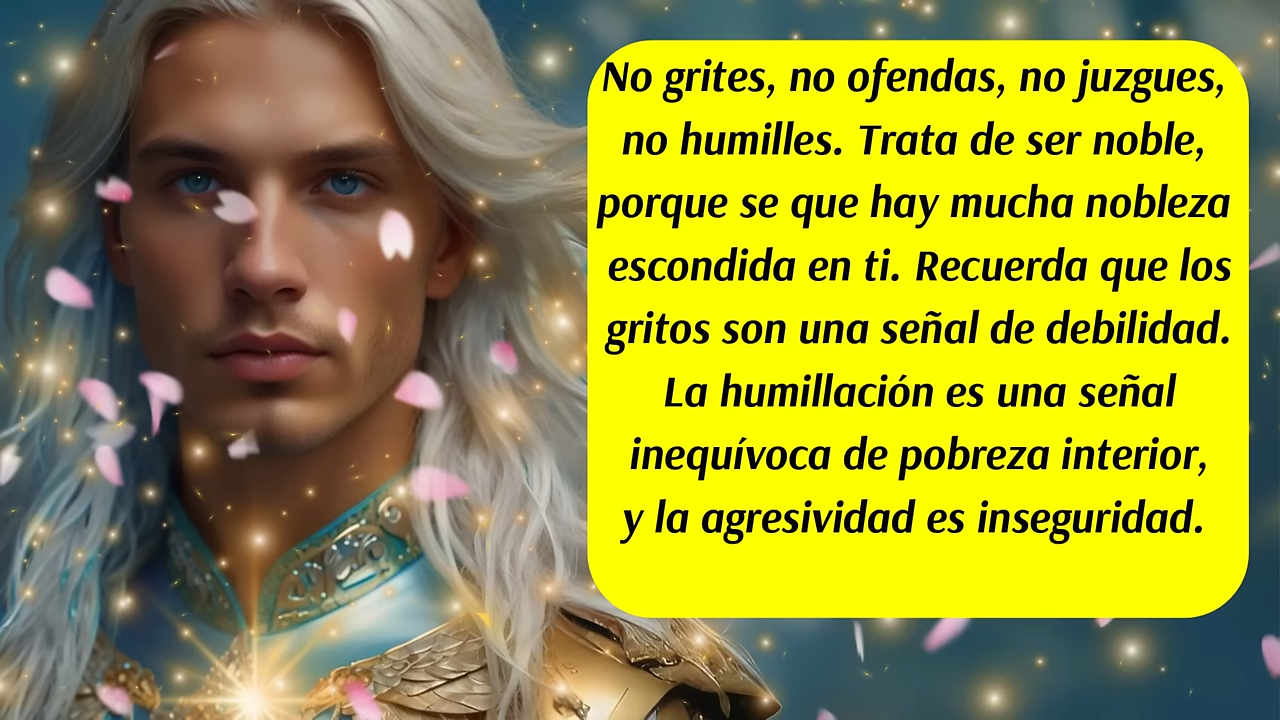 No grites, no ofendas, no juzgues,
no humilles. Trata de ser noble,
porque se que hay mucha nobleza
escondida en ti. Recuerda que los
gritos son una señal de debilidad.
La humillación es una señal
inequívoca de pobreza interior,
y la agresividad es inseguridad.